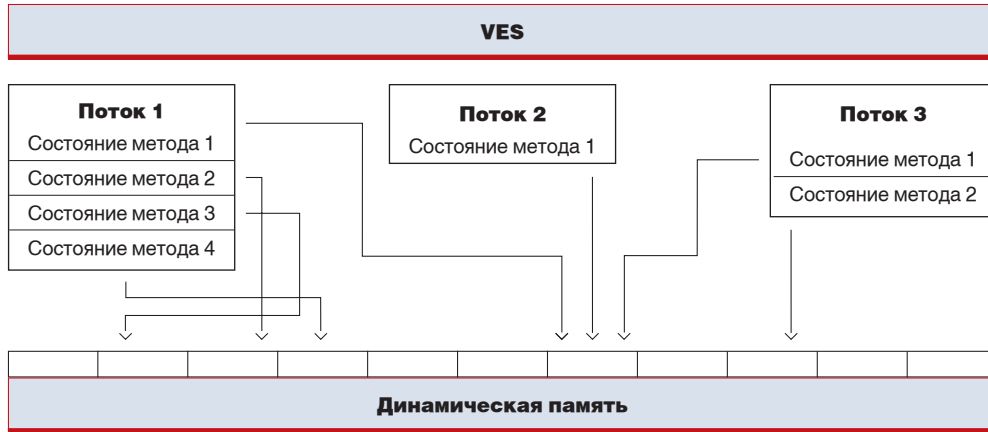 VES
Поток 1
Состояние метода 1
Состояние метода 2
Состояние метода 3
Состояние метода 4
Поток 2
Состояние метода 1
Поток 3
Состояние метода 1
Состояние метода 2
Динамическая память